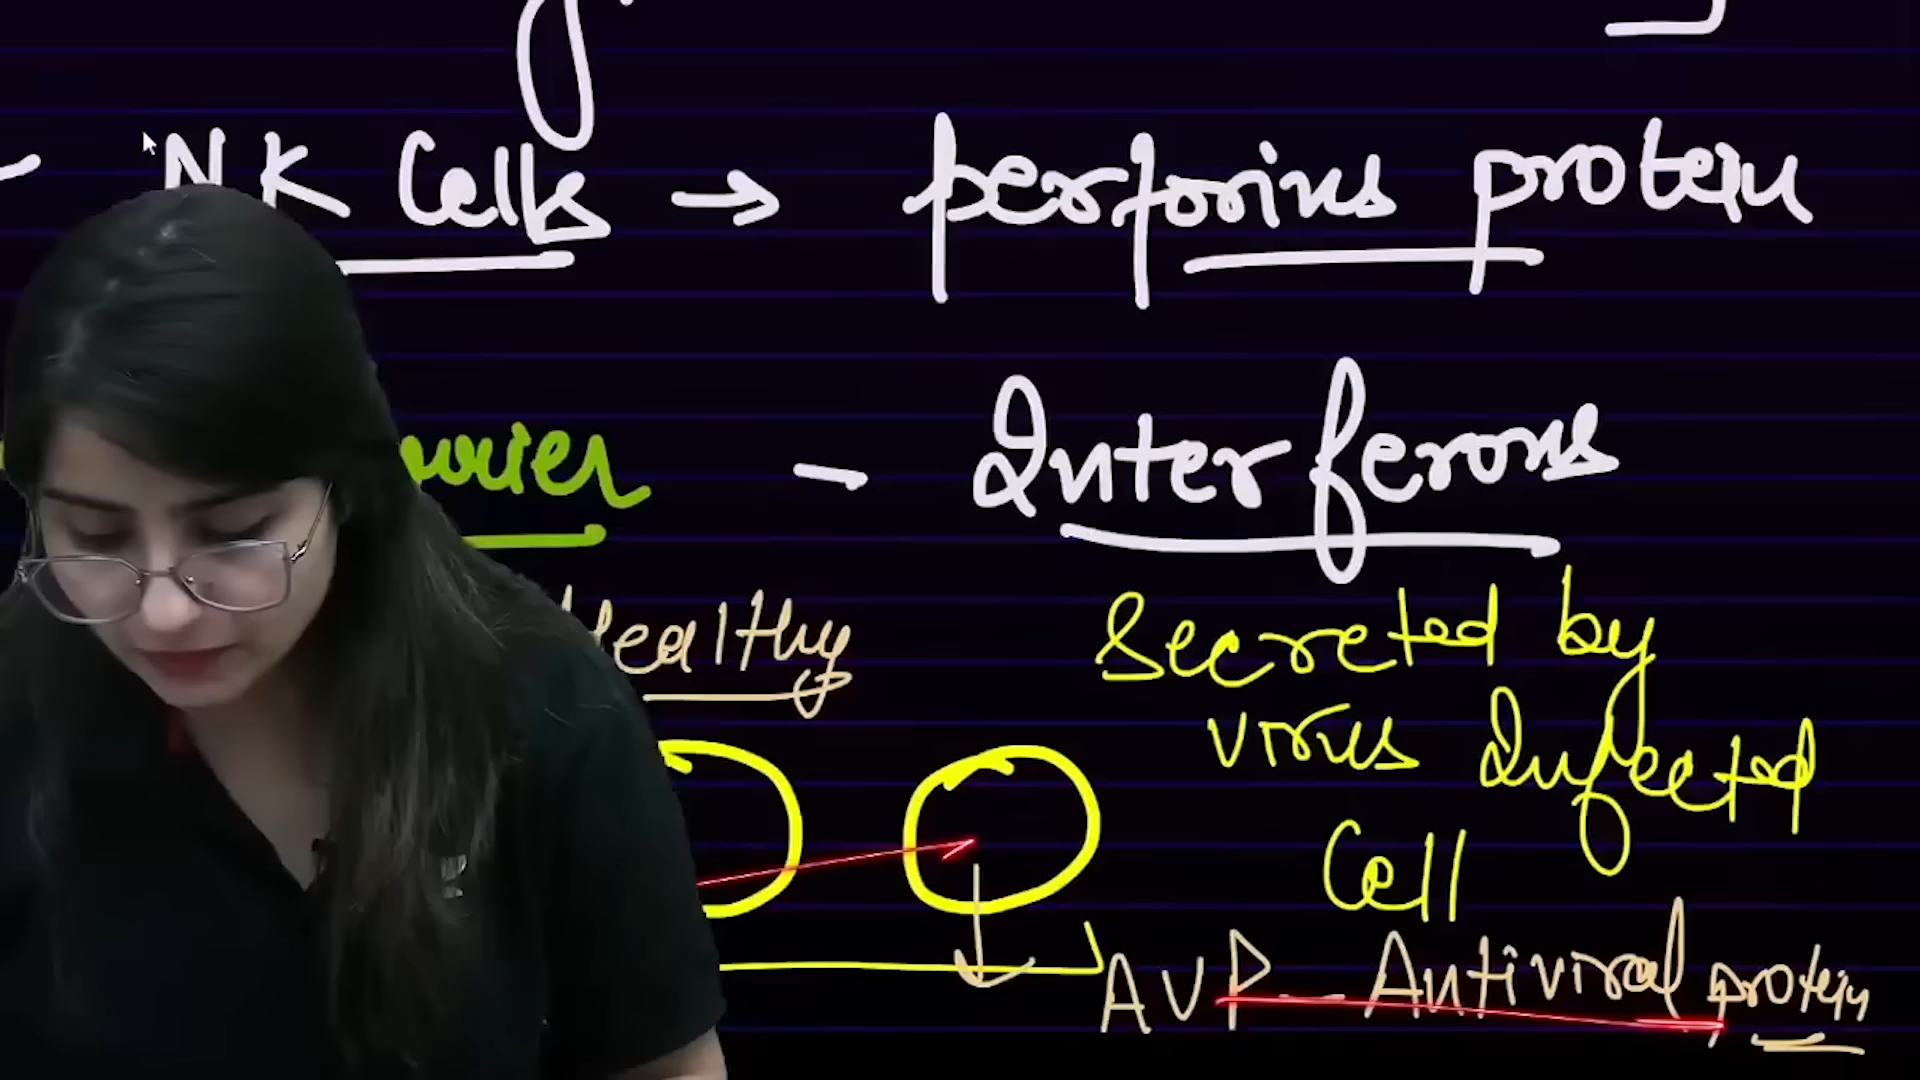 NK Cells → perforins protein
- Interferons
Healthy
Secreted by
virus Infected
Cell
AVP - Antiviral protein